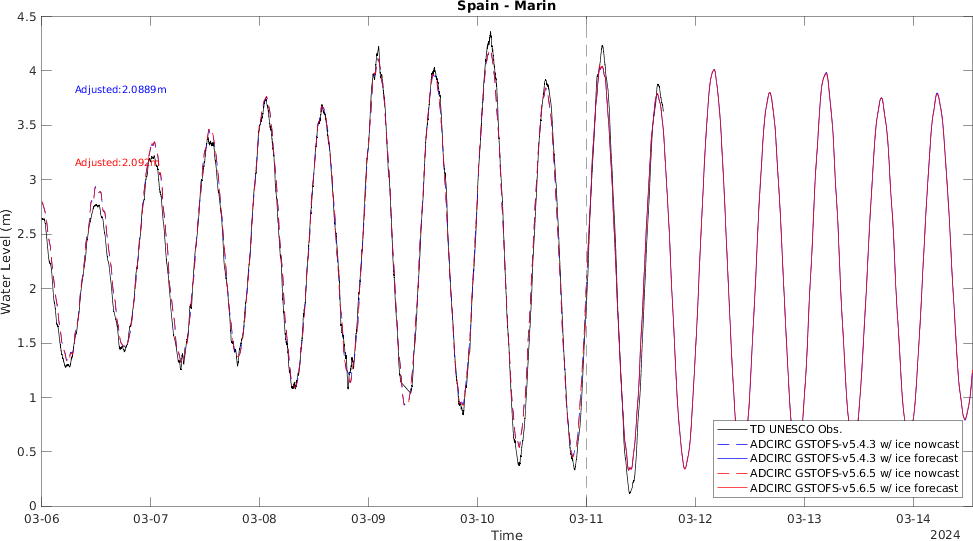 Spain - Marin
4.5
4
3.5
3
2.5
2
1.5
1
0.5
0
Water Level (m)
Adjusted:2.0889m
Adjusted:2.092
TD UNESCO Obs.
ADCIRC GSTOFS-v5.4.3 w/ ice nowcast
ADCIRC GSTOFS-v5.4.3 w/ ice forecast
ADCIRC GSTOFS-v5.6.5 w/ ice nowcast
ADCIRC GSTOFS-v5.6.5 w/ ice forecast
03-06 03-07 03-08 03-09 03-10 03-11 03-12 03-13 03-14
Time
2024